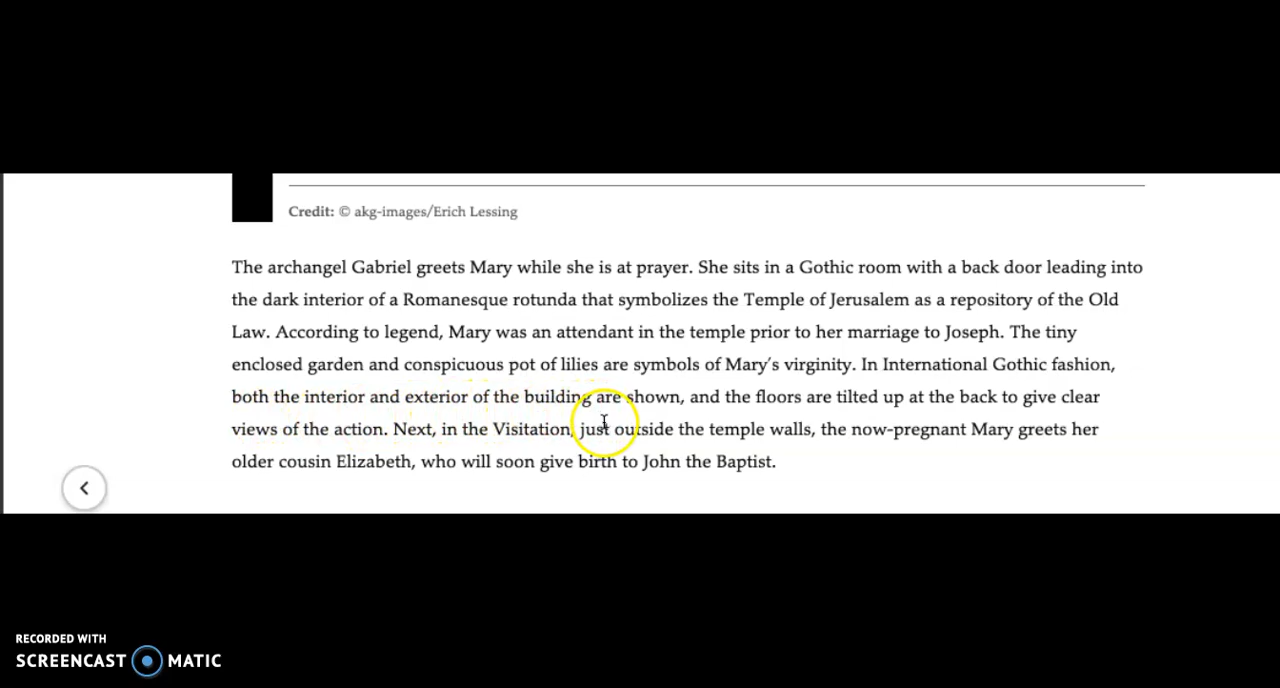 Credit: © akg-images/Erich Lessing
The archangel Gabriel greets Mary while she is at prayer. She sits in a Gothic room with a back door leading into
the dark interior of a Romanesque rotunda that symbolizes the Temple of Jerusalem as a repository of the Old
Law. According to legend, Mary was an attendant in the temple prior to her marriage to Joseph. The tiny
enclosed garden and conspicuous pot of lilies are symbols of Mary’s virginity. In International Gothic fashion,
both the interior and exterior of the building are shown, and the floors are tilted up at the back to give clear
views of the action. Next, in the Visitation, just outside the temple walls, the now-pregnant Mary greets her
older cousin Elizabeth, who will soon give birth to John the Baptist.
RECORDED WITH
SCREENCAST MATIC